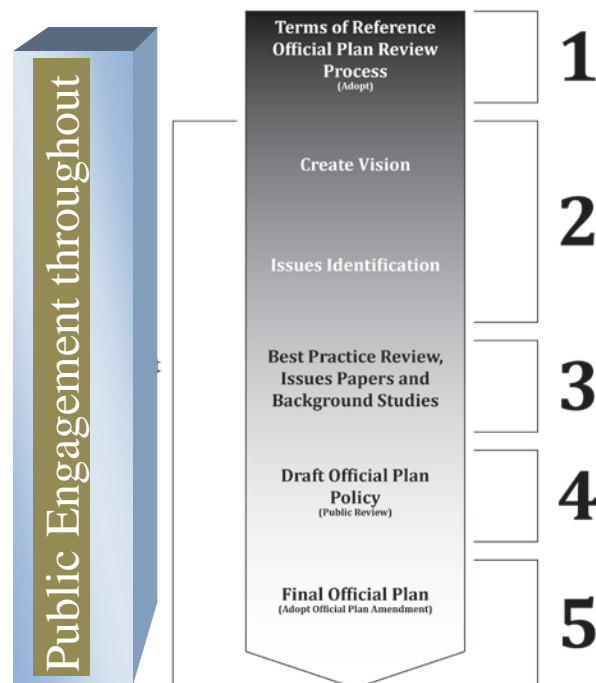 Public Engagement throughout
Terms of Reference
Official Plan Review
Process
(Adopt)
1
Create Vision
Issues Identification
2
Best Practice Review,
Issues Papers and
Background Studies
3
Draft Official Plan
Policy
(Public Review)
4
Final Official Plan
(Adopt Official Plan Amendment)
5